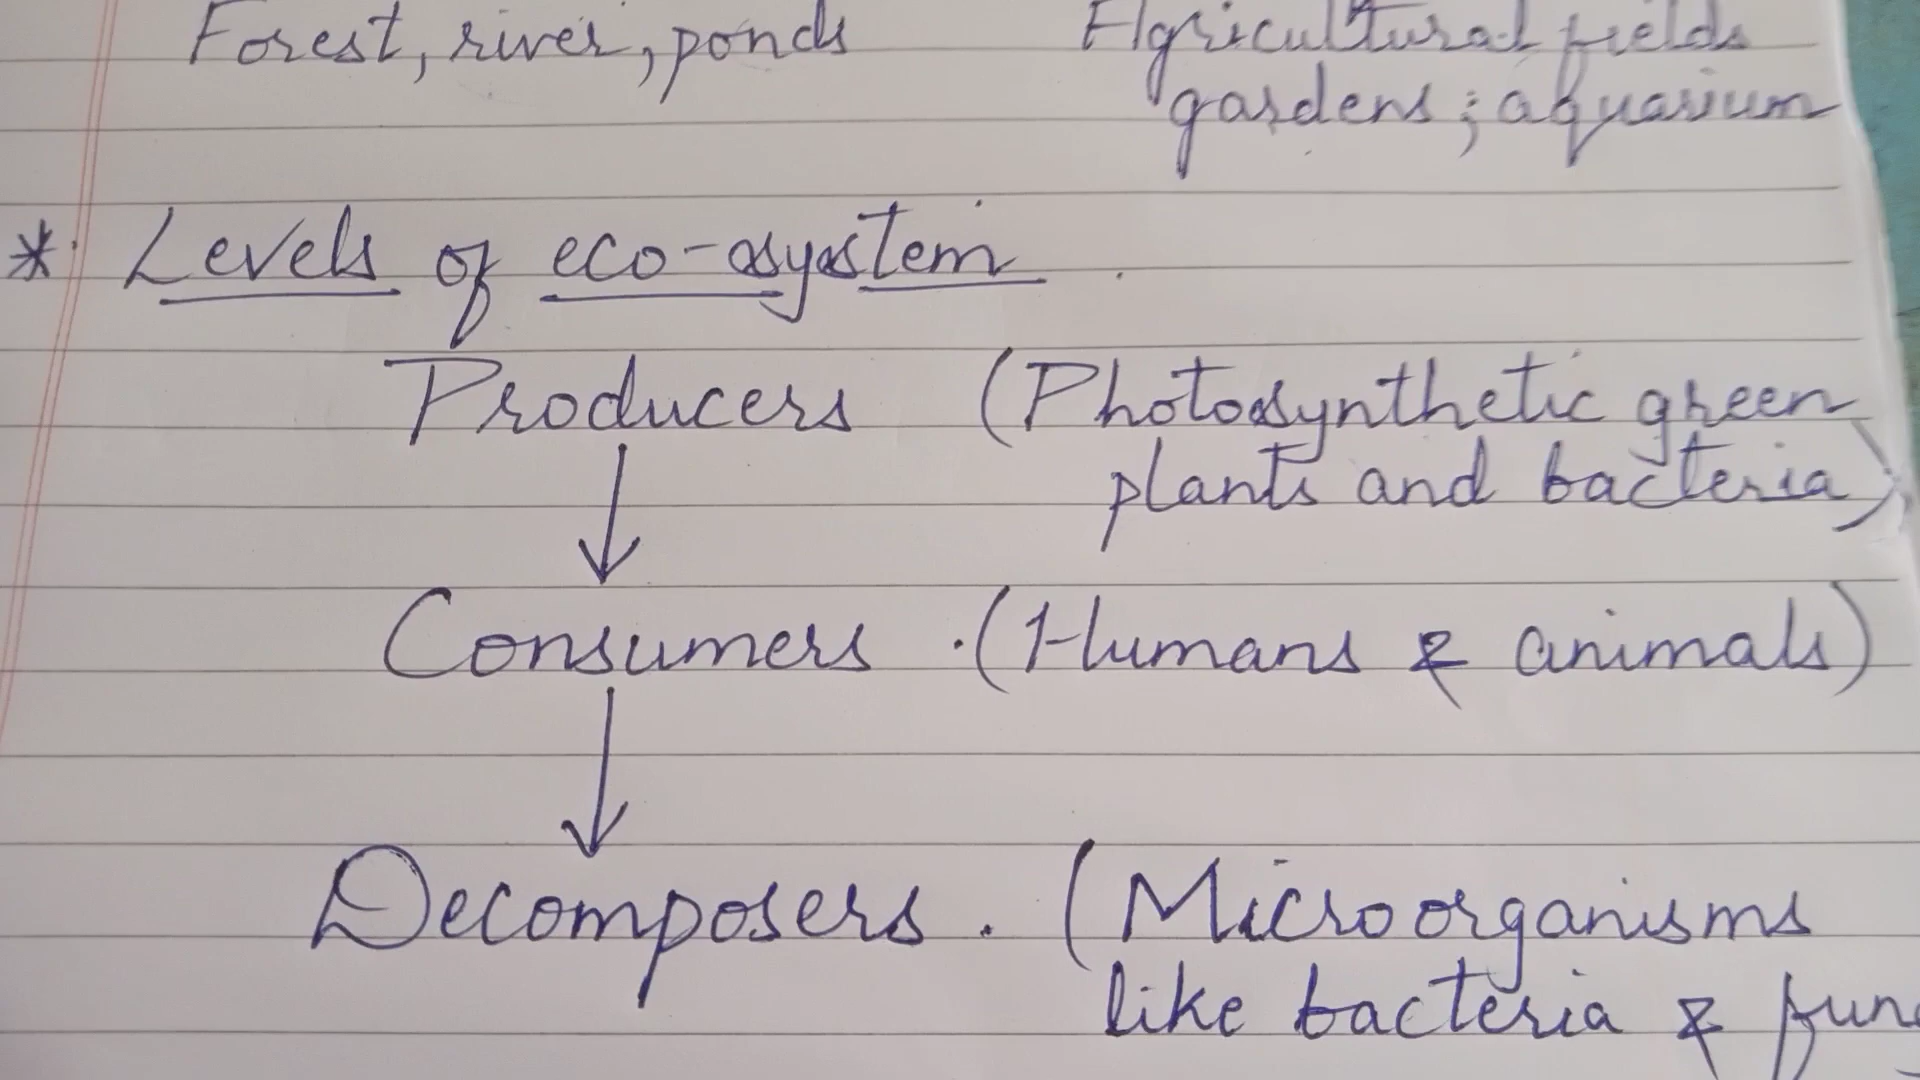 Forest, river, ponds Agricultural fields
gardens; aquarium
* Levels of eco-system
Producers (Photosynthetic green
plants and bacteria)
↓
Consumers . (Humans & animals)
↓
Decomposers . (Microorganisms
like bacteria &